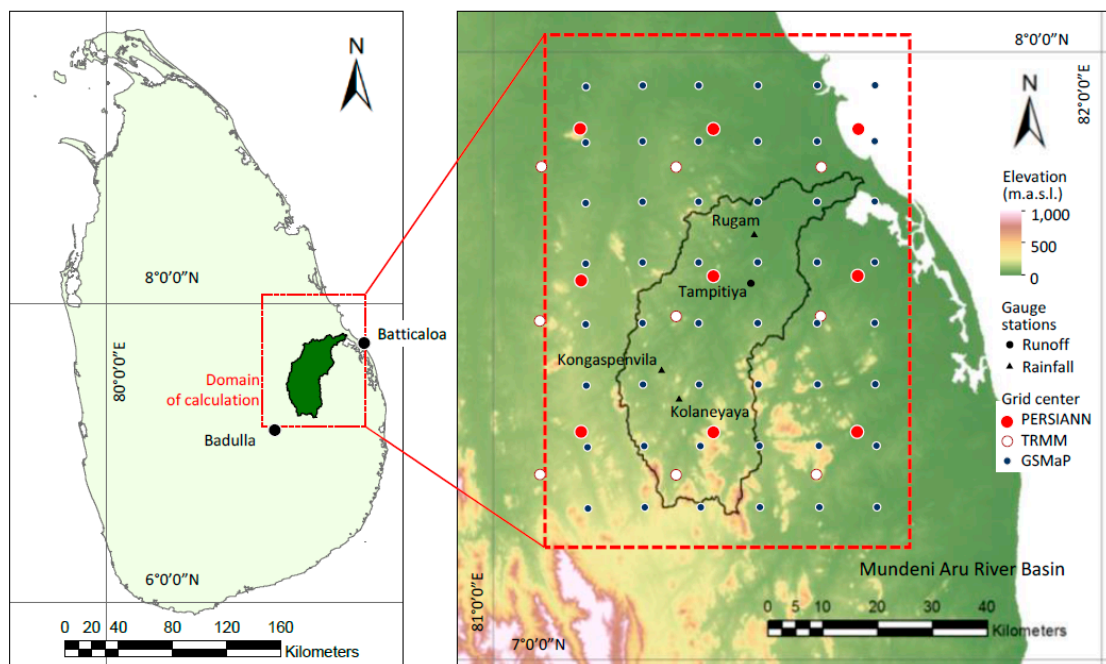 N
8°0'0"N
80°0'0"E
Batticaloa
Domain
of calculation
Badulla
6°0'0"N
0 20 40 80 120 160
Kilometers
8°0'0"N
82°0'0"E
N
Elevation
(m.a.s.l.)
1,000
500
0
Gauge
stations
Runoff
Rainfall
Grid center
PERSIANN
TRMM
GSMaP
Rugam
Tampitiya
Kongaspenvila
Kolaneyaya
Mundeni Aru River Basin
81°0'0"E
7°0'0"N
0 5 10 20 30 40
Kilometers